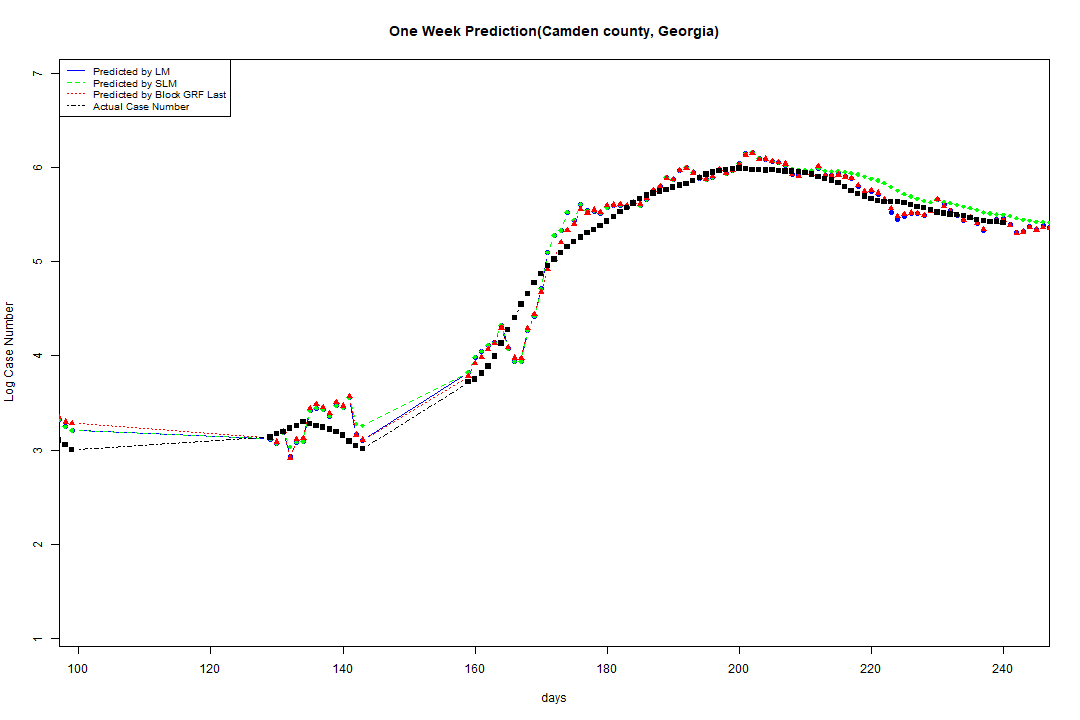 One Week Prediction(Camden county, Georgia)
Predicted by LM
Predicted by SLM
Predicted by Block GRF Last
Actual Case Number
7
6
5
4
3
2
1
Log Case Number
100 120 140 160 180 200 220 240
days